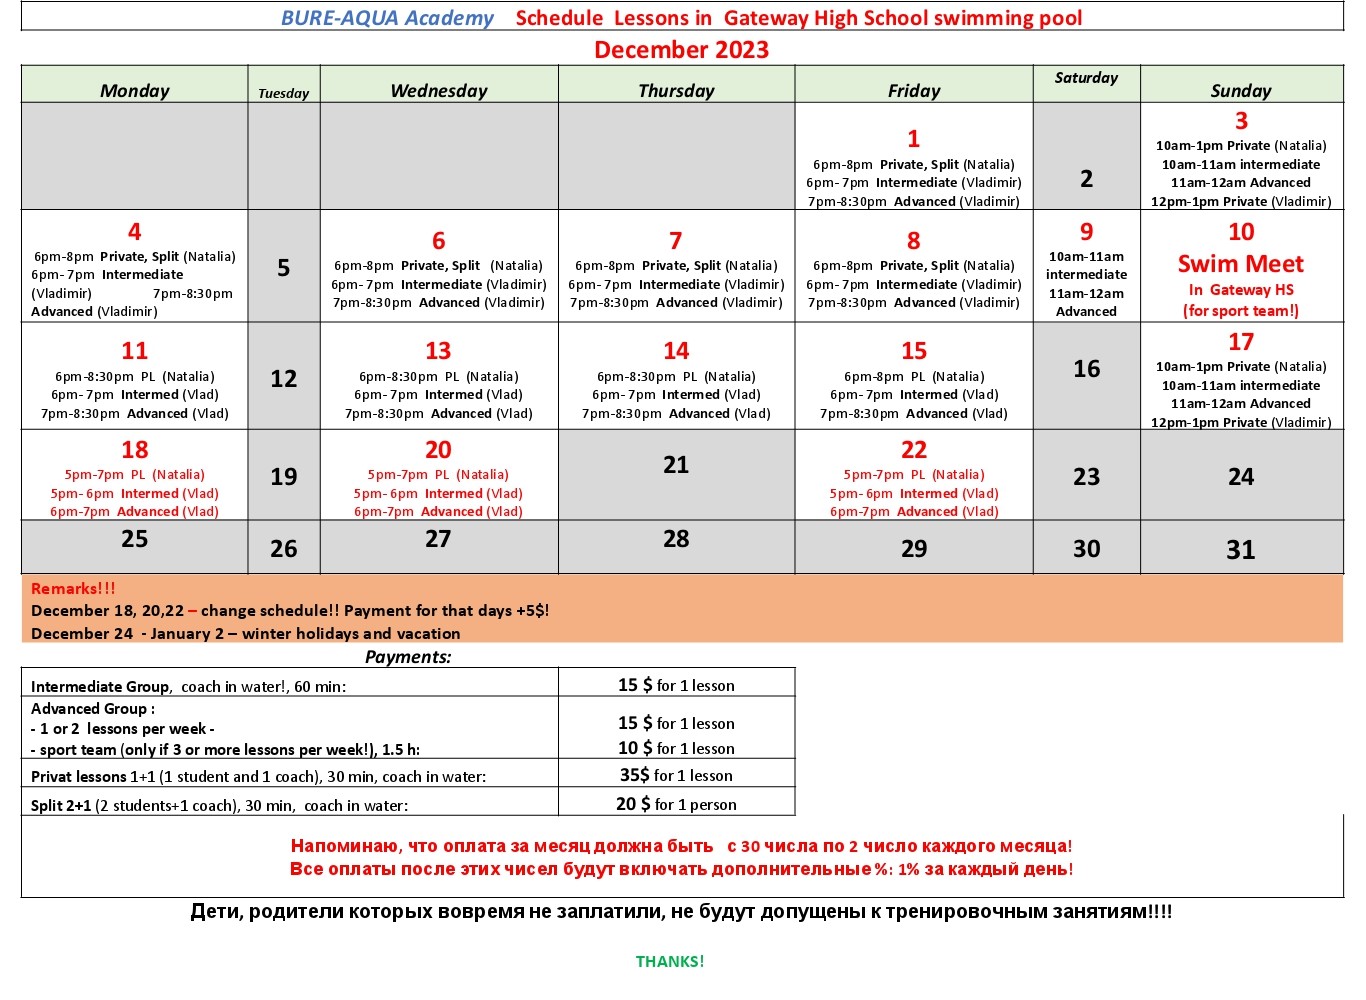 BURE-AQUA Academy Schedule Lessons in Gateway High School swimming pool
December 2023
Monday Tuesday Wednesday Thursday Friday Saturday Sunday
1
6pm-8pm Private, Split (Natalia)
6pm- 7pm Intermediate (Vladimir)
7pm-8:30pm Advanced (Vladimir)
2
3
10am-1pm Private (Natalia)
10am-11am intermediate
11am-12am Advanced
12pm-1pm Private (Vladimir)
4
6pm-8pm Private, Split (Natalia)
6pm- 7pm Intermediate
(Vladimir) 7pm-8:30pm
Advanced (Vladimir)
5
6
6pm-8pm Private, Split (Natalia)
6pm- 7pm Intermediate (Vladimir)
7pm-8:30pm Advanced (Vladimir)
7
6pm-8pm Private, Split (Natalia)
6pm- 7pm Intermediate (Vladimir)
7pm-8:30pm Advanced (Vladimir)
8
6pm-8pm Private, Split (Natalia)
6pm- 7pm Intermediate (Vladimir)
7pm-8:30pm Advanced (Vladimir)
9
10am-11am
intermediate
11am-12am
Advanced
10
Swim Meet
In Gateway HS
(for sport team!)
11
6pm-8:30pm PL (Natalia)
6pm- 7pm Intermed (Vlad)
7pm-8:30pm Advanced (Vlad)
12
13
6pm-8:30pm PL (Natalia)
6pm- 7pm Intermed (Vlad)
7pm-8:30pm Advanced (Vlad)
14
6pm-8:30pm PL (Natalia)
6pm- 7pm Intermed (Vlad)
7pm-8:30pm Advanced (Vlad)
15
6pm-8pm PL (Natalia)
6pm- 7pm Intermed (Vlad)
7pm-8:30pm Advanced (Vlad)
16
17
10am-1pm Private (Natalia)
10am-11am intermediate
11am-12am Advanced
12pm-1pm Private (Vladimir)
18
5pm-7pm PL (Natalia)
5pm- 6pm Intermed (Vlad)
6pm-7pm Advanced (Vlad)
19
20
5pm-7pm PL (Natalia)
5pm- 6pm Intermed (Vlad)
6pm-7pm Advanced (Vlad)
21
22
5pm-7pm PL (Natalia)
5pm- 6pm Intermed (Vlad)
6pm-7pm Advanced (Vlad)
23
24
25
26
27
28
29
30
31
Remarks!!!
December 18, 20,22 – change schedule!! Payment for that days +5$!
December 24 - January 2 – winter holidays and vacation
Payments:
Intermediate Group, coach in water!, 60 min: 15 $ for 1 lesson
Advanced Group :
- 1 or 2 lessons per week - 15 $ for 1 lesson
- sport team (only if 3 or more lessons per week!), 1.5 h: 10 $ for 1 lesson
Privat lessons 1+1 (1 student and 1 coach), 30 min, coach in water: 35$ for 1 lesson
Split 2+1 (2 students+1 coach), 30 min, coach in water: 20 $ for 1 person
Напоминаю, что оплата за месяц должна быть с 30 числа по 2 число каждого месяца!
Все оплаты после этих чисел будут включать дополнительные %: 1% за каждый день!
Дети, родители которых вовремя не заплатили, не будут допущены к тренировочным занятиям!!!!
THANKS!